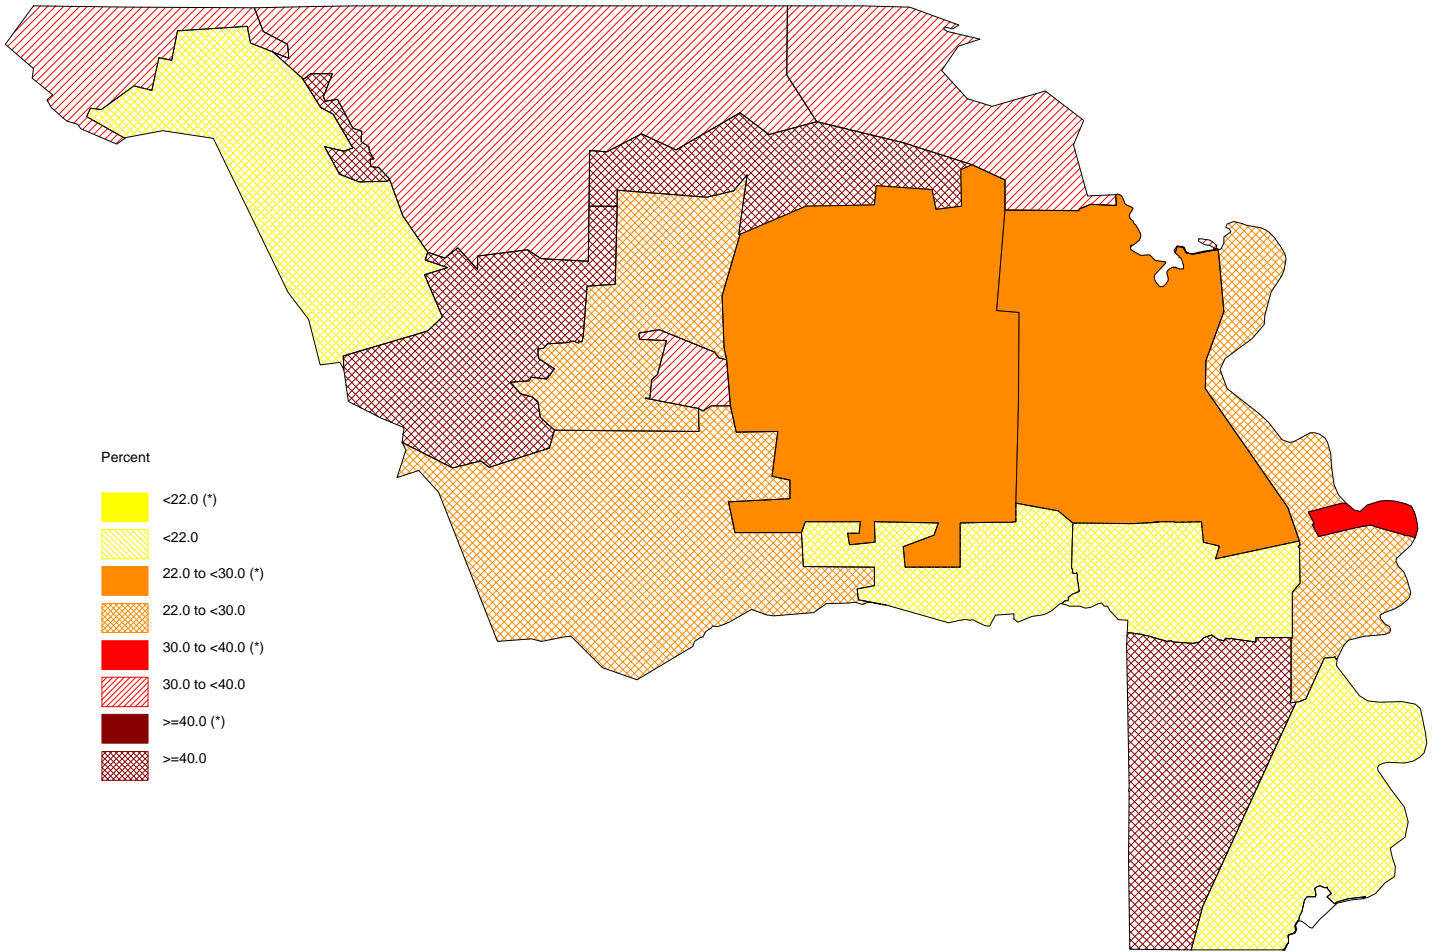 Percent
<22.0 (*)
<22.0
22.0 to <30.0 (*)
22.0 to <30.0
30.0 to <40.0 (*)
30.0 to <40.0
>=40.0 (*)
>=40.0